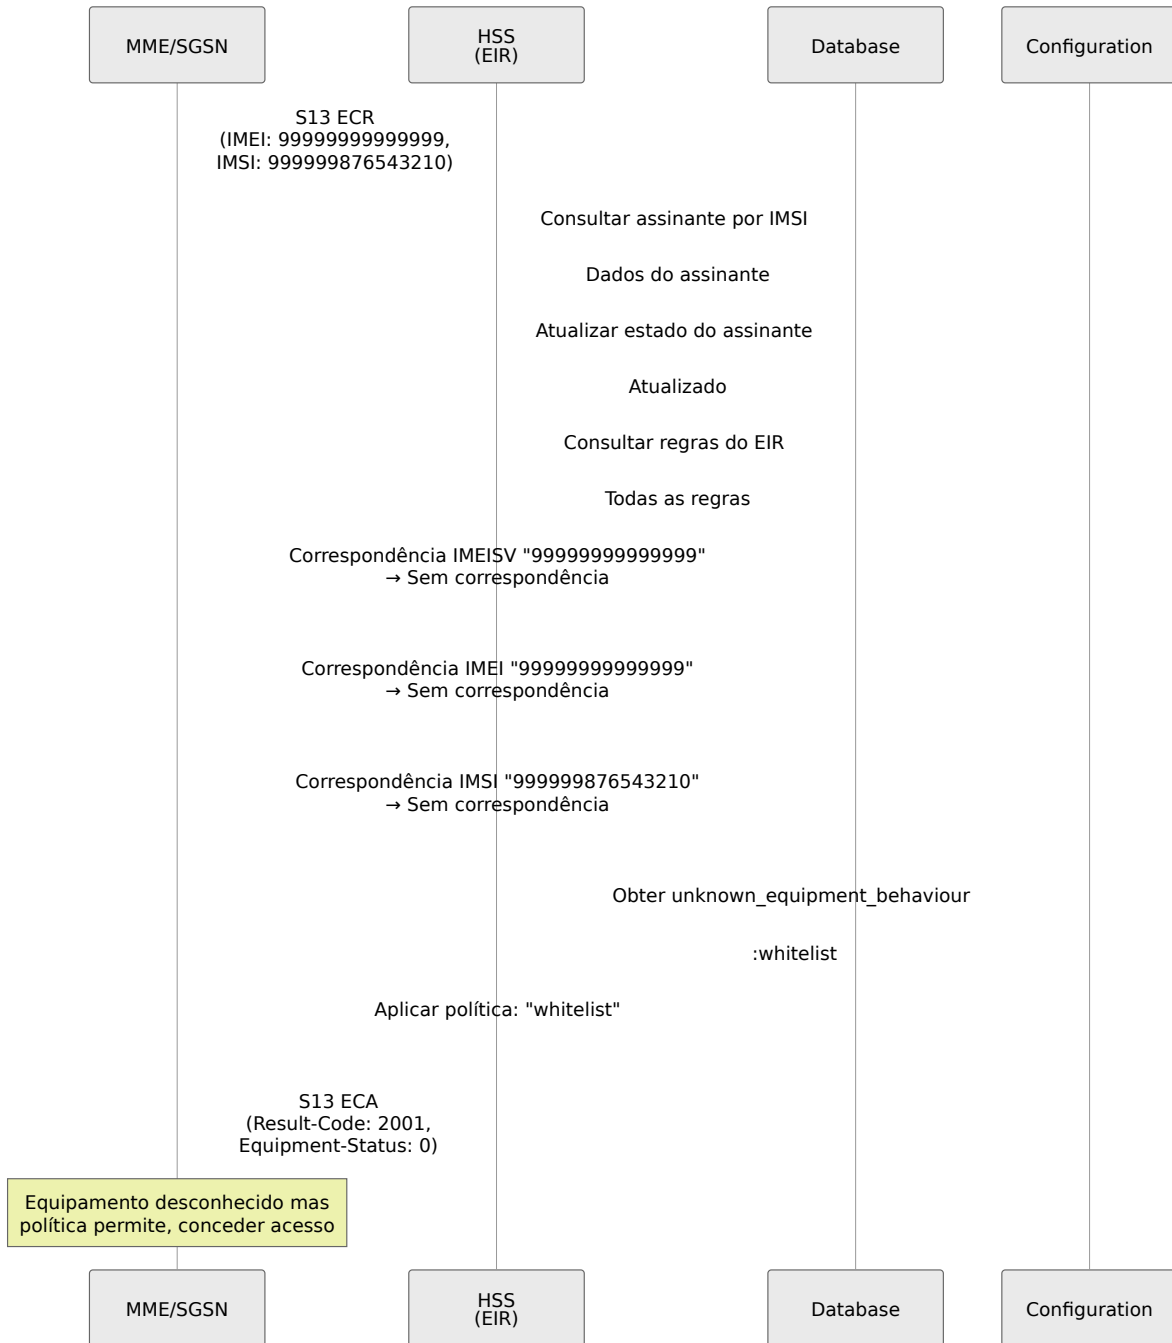 MME/SGSN
HSS
(EIR)
Database
Configuration
S13 ECR
(IMEI: 99999999999999,
IMSI: 999999876543210)
Consultar assinante por IMSI
Dados do assinante
Atualizar estado do assinante
Atualizado
Consultar regras do EIR
Todas as regras
Correspondência IMEISV "99999999999999"
→ Sem correspondência
Correspondência IMEI "99999999999999"
→ Sem correspondência
Correspondência IMSI "999999876543210"
→ Sem correspondência
Obter unknown_equipment_behaviour
:whitelist
Aplicar política: "whitelist"
S13 ECA
(Result-Code: 2001,
Equipment-Status: 0)
Equipamento desconhecido mas
política permite, conceder acesso
MME/SGSN
HSS
(EIR)
Database
Configuration